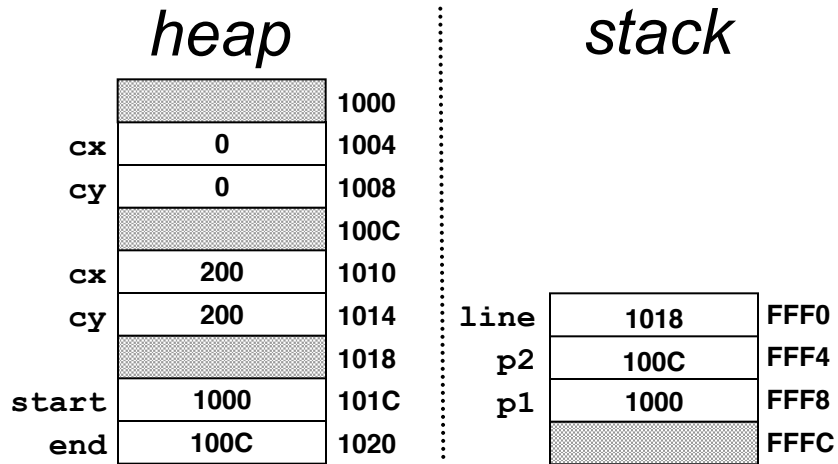 heap
stack
1000
cx 0 1004
cy 0 1008
100C
cx 200 1010
cy 200 1014
1018
start 1000 101C
end 100C 1020
line 1018 FFF0
p2 100C FFF4
p1 1000 FFF8
FFFC